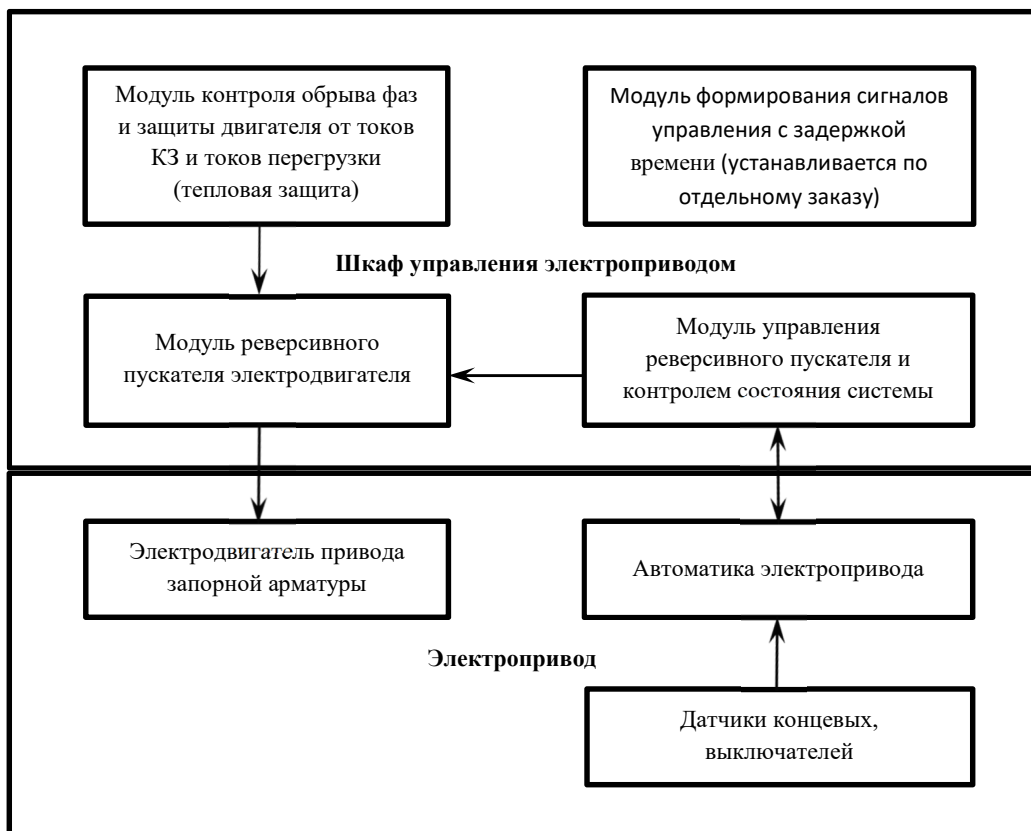 Модуль контроля обрыва фаз
и защиты двигателя от токов
КЗ и токов перегрузки
(тепловая защита)
Модуль формирования сигналов
управления с задержкой
времени (устанавливается по
отдельному заказу)
Шкаф управления электроприводом
Модуль реверсивного
пускателя электродвигателя
Модуль управления
реверсивного пускателя и
контролем состояния системы
Электродвигатель привода
запорной арматуры
Автоматика электропривода
Электропривод
Датчики концевых,
выключателей